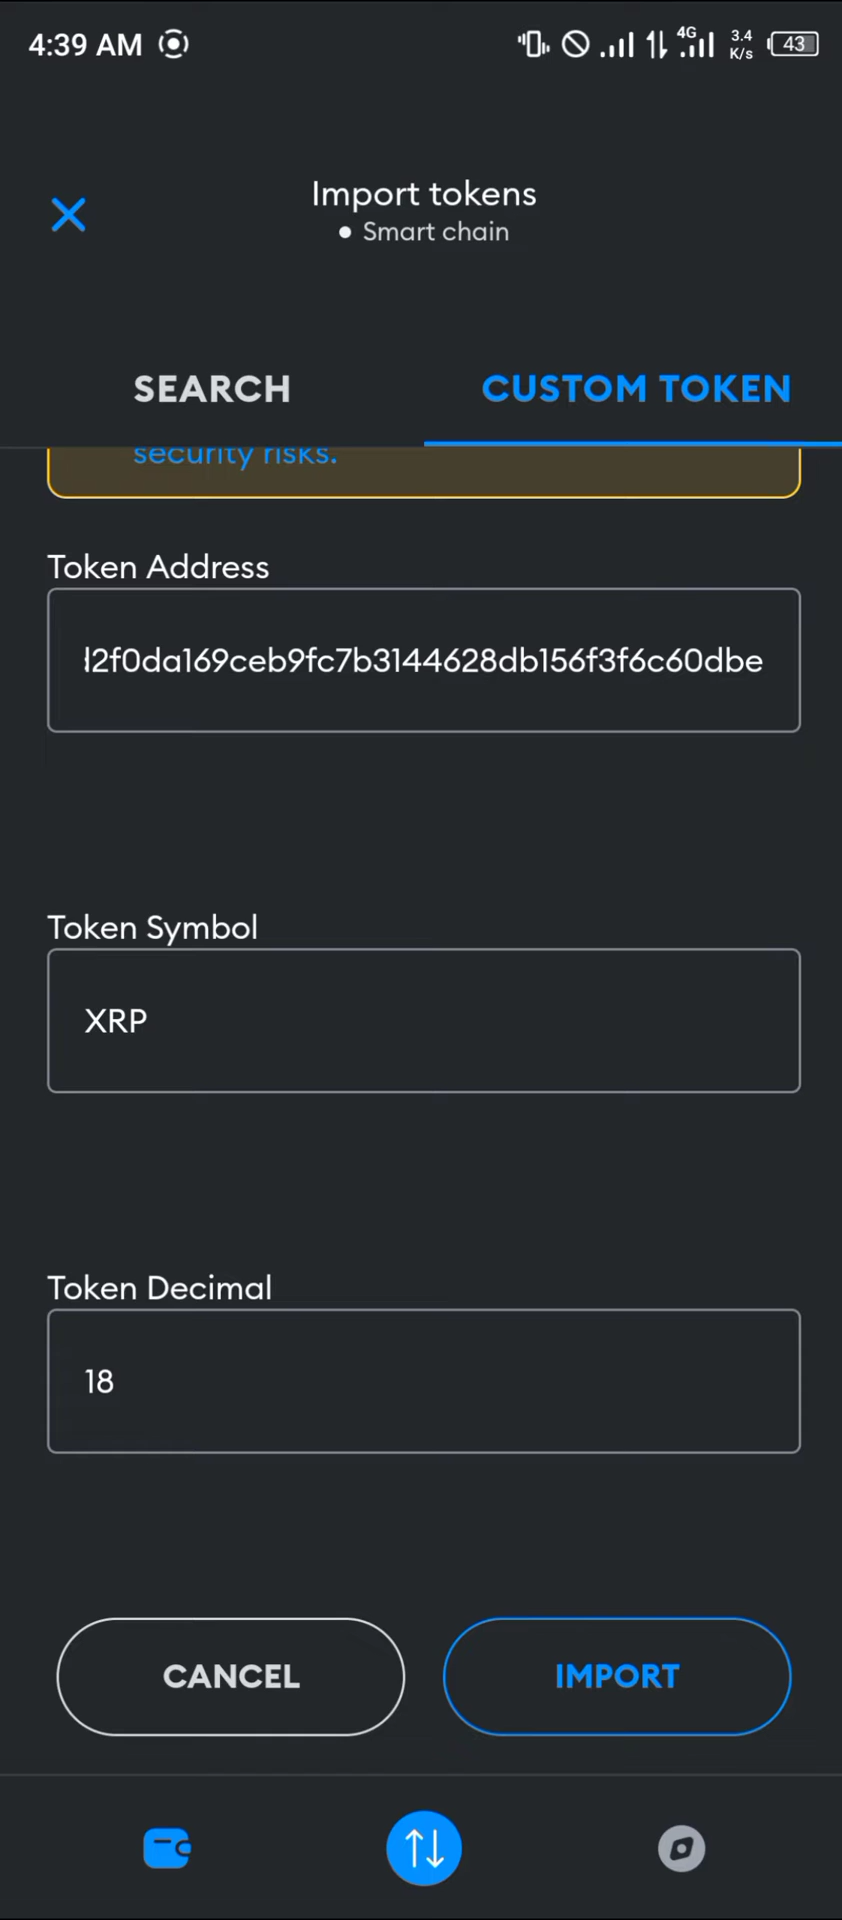 4:39 AM
4G 3.4 K/s 43
Import tokens
Smart chain
SEARCH CUSTOM TOKEN
security risks.
Token Address
2f0da169ceb9fc7b3144628db156f3f6c60dbe
Token Symbol
XRP
Token Decimal
18
CANCEL IMPORT